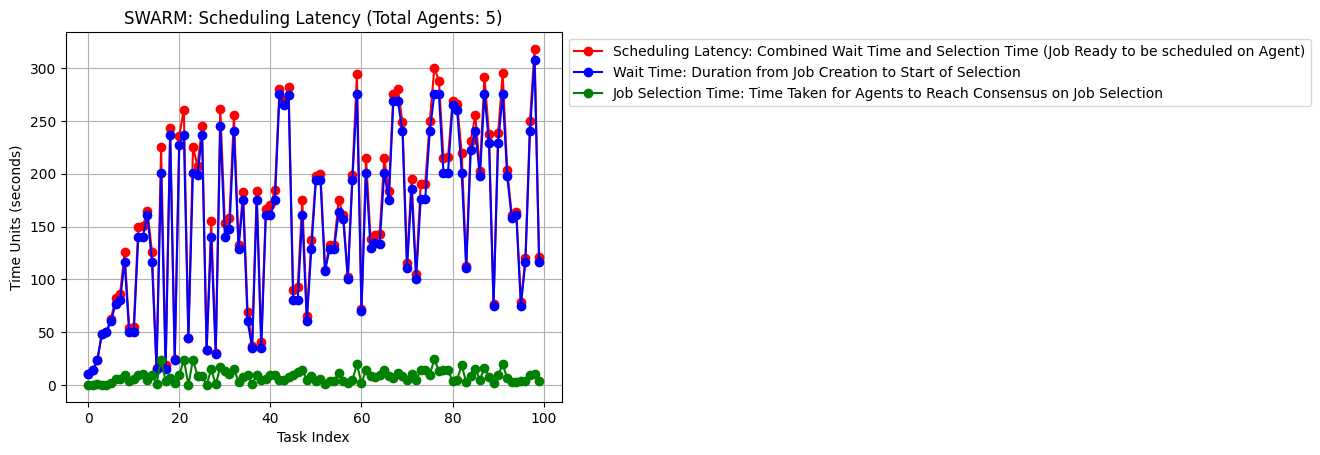 SWARM: Scheduling Latency (Total Agents: 5)
Scheduling Latency: Combined Wait Time and Selection Time (Job Ready to be scheduled on Agent)
Wait Time: Duration from Job Creation to Start of Selection
Job Selection Time: Time Taken for Agents to Reach Consensus on Job Selection
Time Units (seconds)
300
250
200
150
100
50
0
0 20 40 60 80 100
Task Index